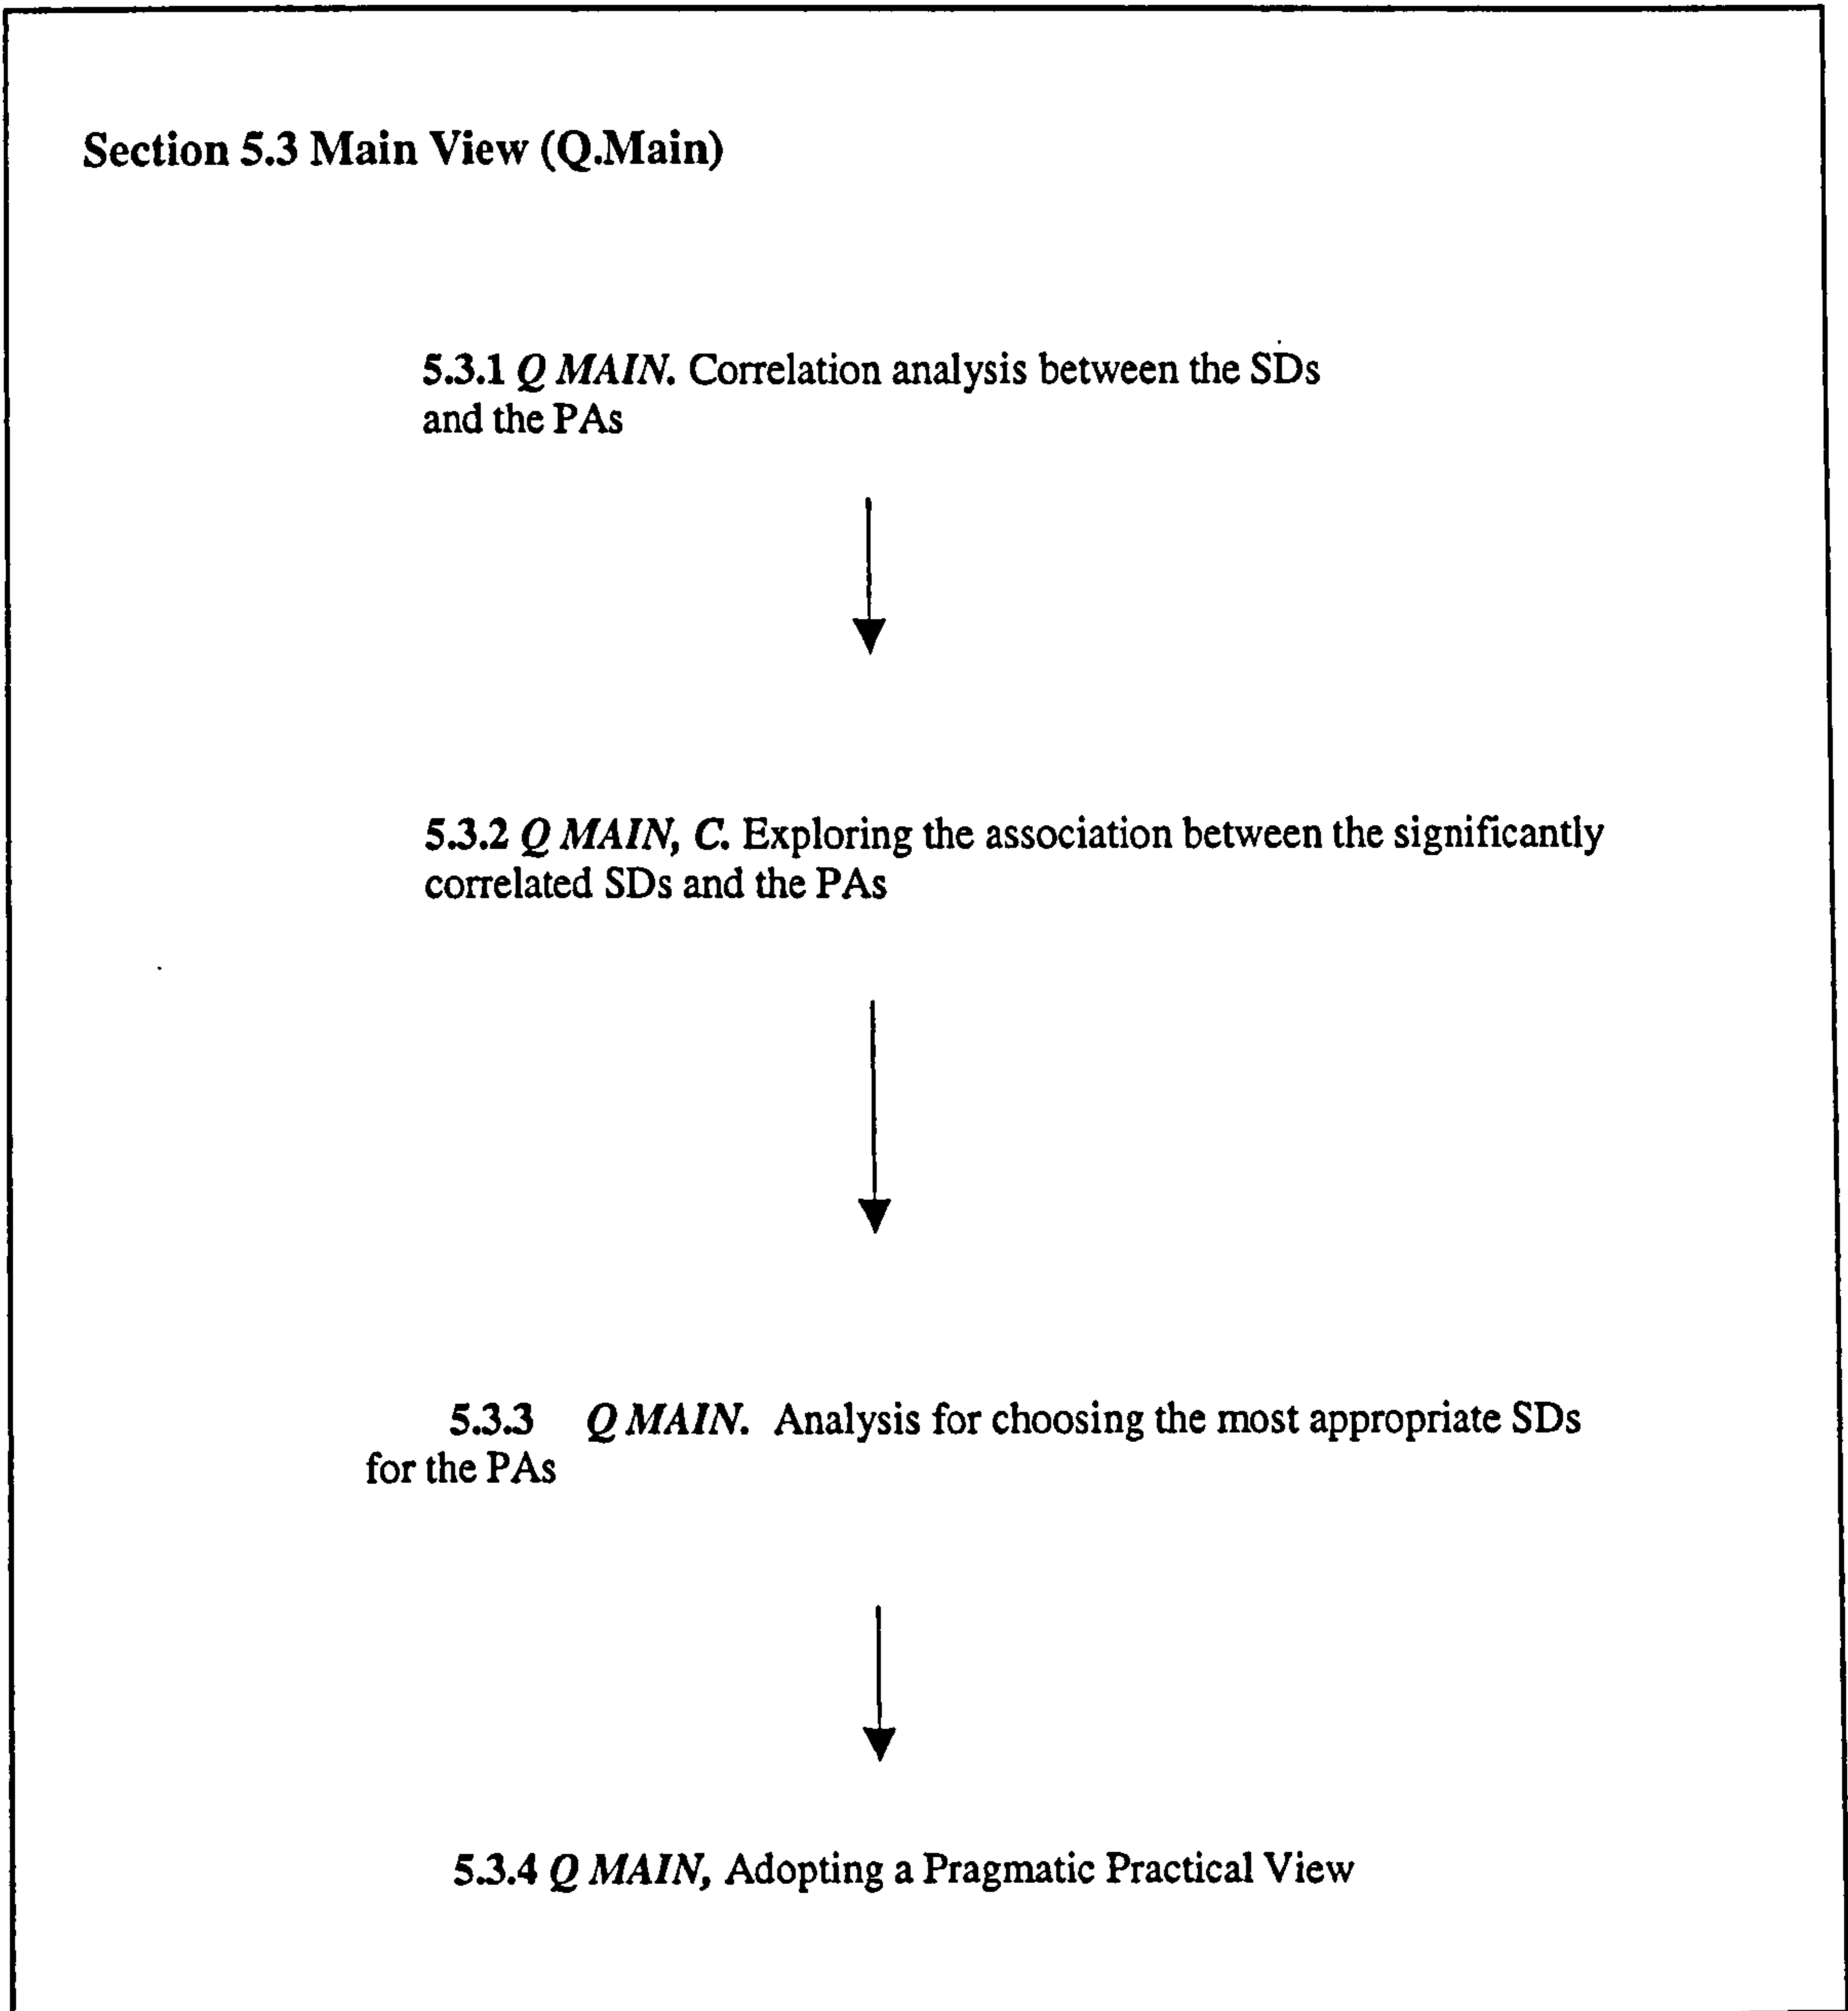 Section 5.3 Main View (Q.Main)
5.3.1 Q MAIN. Correlation analysis between the SDs
and the PAs
5.3.2 Q MAIN, C. Exploring the association between the significantly
correlated SDs and the PAs
5.3.3 Q MAIN. Analysis for choosing the most appropriate SDs
for the PAs
5.3.4 Q MAIN, Adopting a Pragmatic Practical View